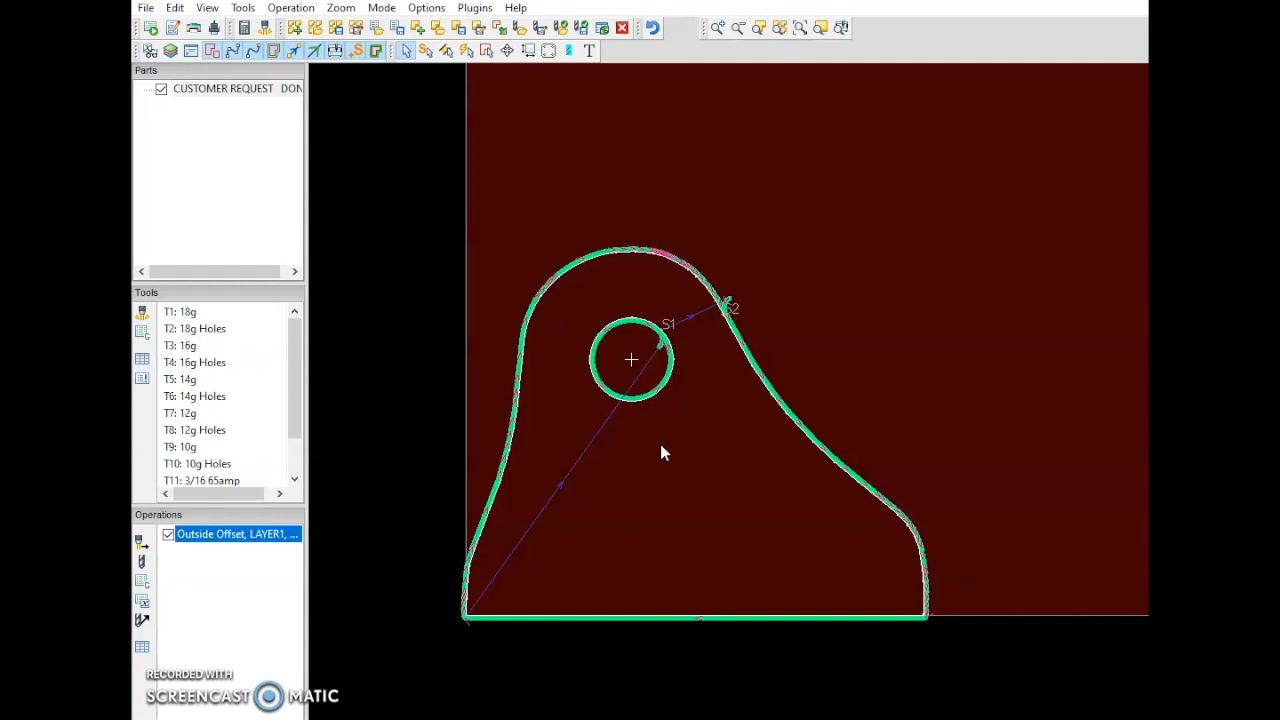 File Edit View Tools Operation Zoom Mode Options Plugins Help
Parts
CUSTOMER REQUEST DON
Tools
T1: 18g
T2: 18g Holes
T3: 16g
T4: 16g Holes
T5: 14g
T6: 14g Holes
T7: 12g
T8: 12g Holes
T9: 10g
T10: 10g Holes
T11: 3/16 65amp
Operations
Outside Offset, LAYER1, ...
S1
S2
RECORDED WITH
SCREENCAST MATIC